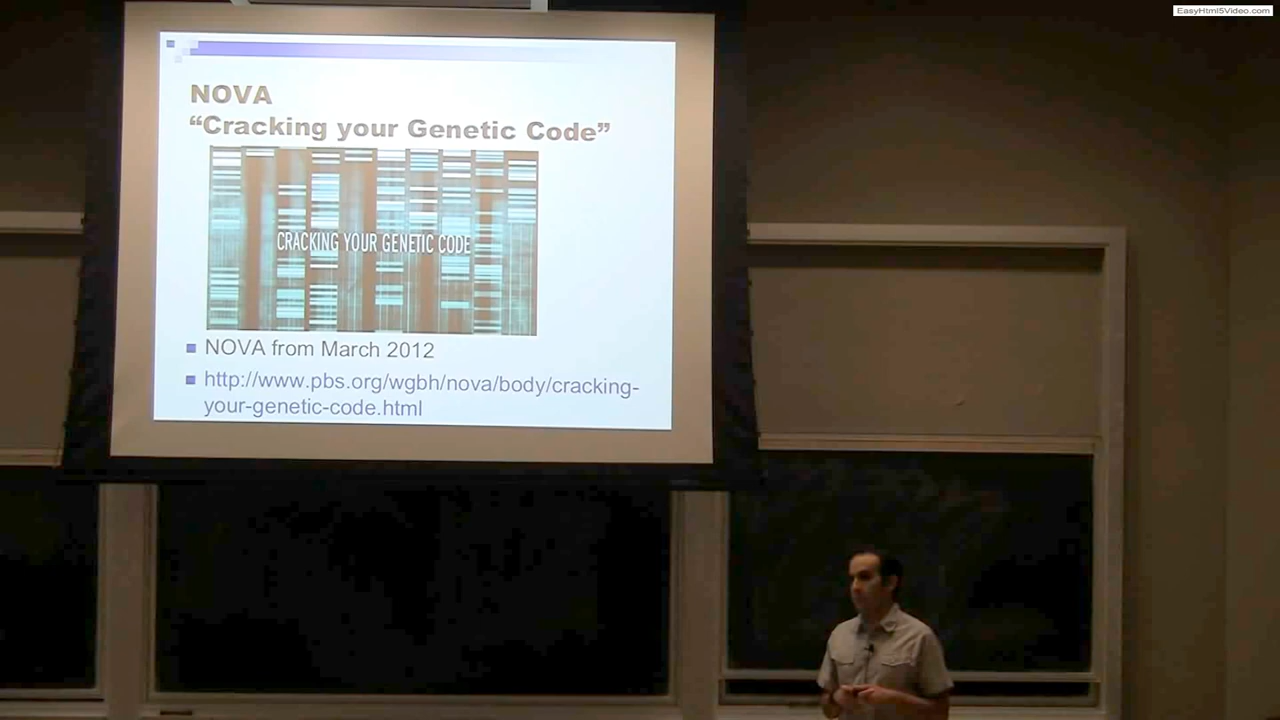 EasyHtml5Video.com
NOVA
“Cracking your Genetic Code”
CRACKING YOUR GENETIC CODE
NOVA from March 2012
http://www.pbs.org/wgbh/nova/body/cracking-
your-genetic-code.html